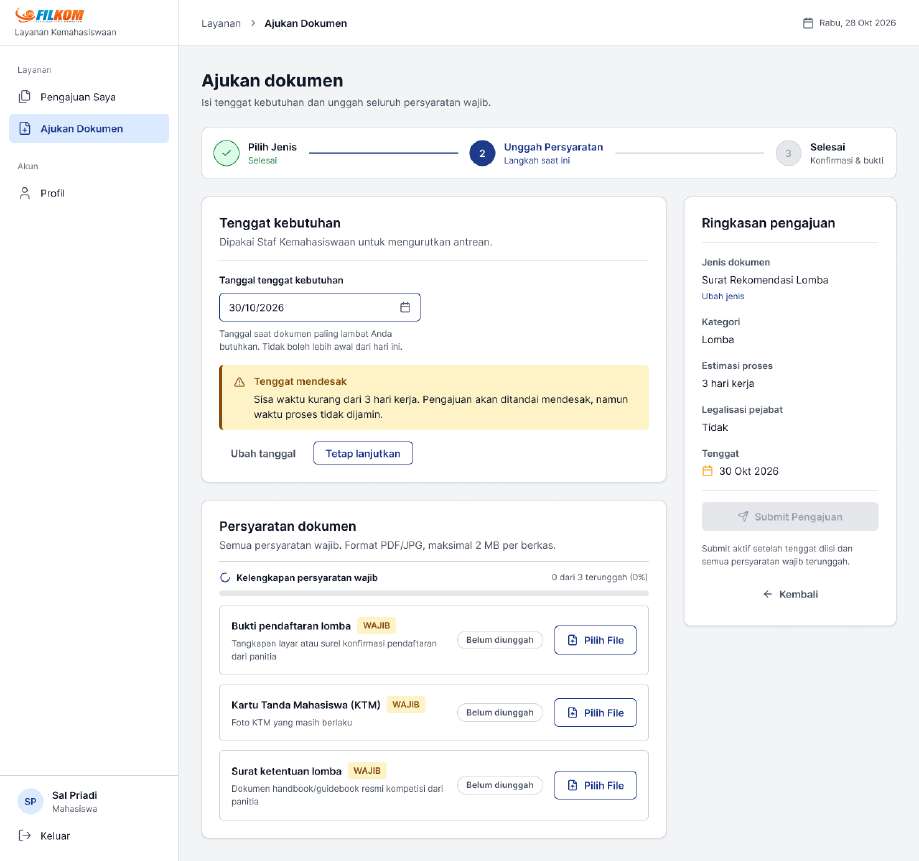 FILKOM
Layanan Kemahasiswaan
Layanan
Pengajuan Saya
Ajukan Dokumen
Akun
Profil
SP
Sal Priadi
Mahasiswa
Keluar
Layanan > Ajukan Dokumen
Rabu, 28 Okt 2026
Ajukan dokumen
Isi tenggat kebutuhan dan unggah seluruh persyaratan wajib.
Pilih Jenis
Selesai
2
Unggah Persyaratan
Langkah saat ini
3
Selesai
Konfirmasi & bukti
Tenggat kebutuhan
Dipakai Staf Kemahasiswaan untuk mengurutkan antrean.
Tanggal tenggat kebutuhan
30/10/2026
Tanggal saat dokumen paling lambat Anda
butuhkan. Tidak boleh lebih awal dari hari ini.
Tenggat mendesak
Sisa waktu kurang dari 3 hari kerja. Pengajuan akan ditandai mendesak, namun
waktu proses tidak dijamin.
Ubah tanggal
Tetap lanjutkan
Persyaratan dokumen
Semua persyaratan wajib. Format PDF/JPG, maksimal 2 MB per berkas.
Kelengkapan persyaratan wajib
0 dari 3 terunggah (0%)
Bukti pendaftaran lomba WAJIB
Tangkapan layar atau surel konfirmasi pendaftaran
dari panitia
Belum diunggah
Pilih File
Kartu Tanda Mahasiswa (KTM) WAJIB
Foto KTM yang masih berlaku
Belum diunggah
Pilih File
Surat ketentuan lomba WAJIB
Dokumen handbook/guidebook resmi kompetisi dari
panitia
Belum diunggah
Pilih File
Ringkasan pengajuan
Jenis dokumen
Surat Rekomendasi Lomba
Ubah jenis
Kategori
Lomba
Estimasi proses
3 hari kerja
Legalisasi pejabat
Tidak
Tenggat
30 Okt 2026
Submit Pengajuan
Submit aktif setelah tenggat diisi dan
semua persyaratan wajib terunggah.
Kembali